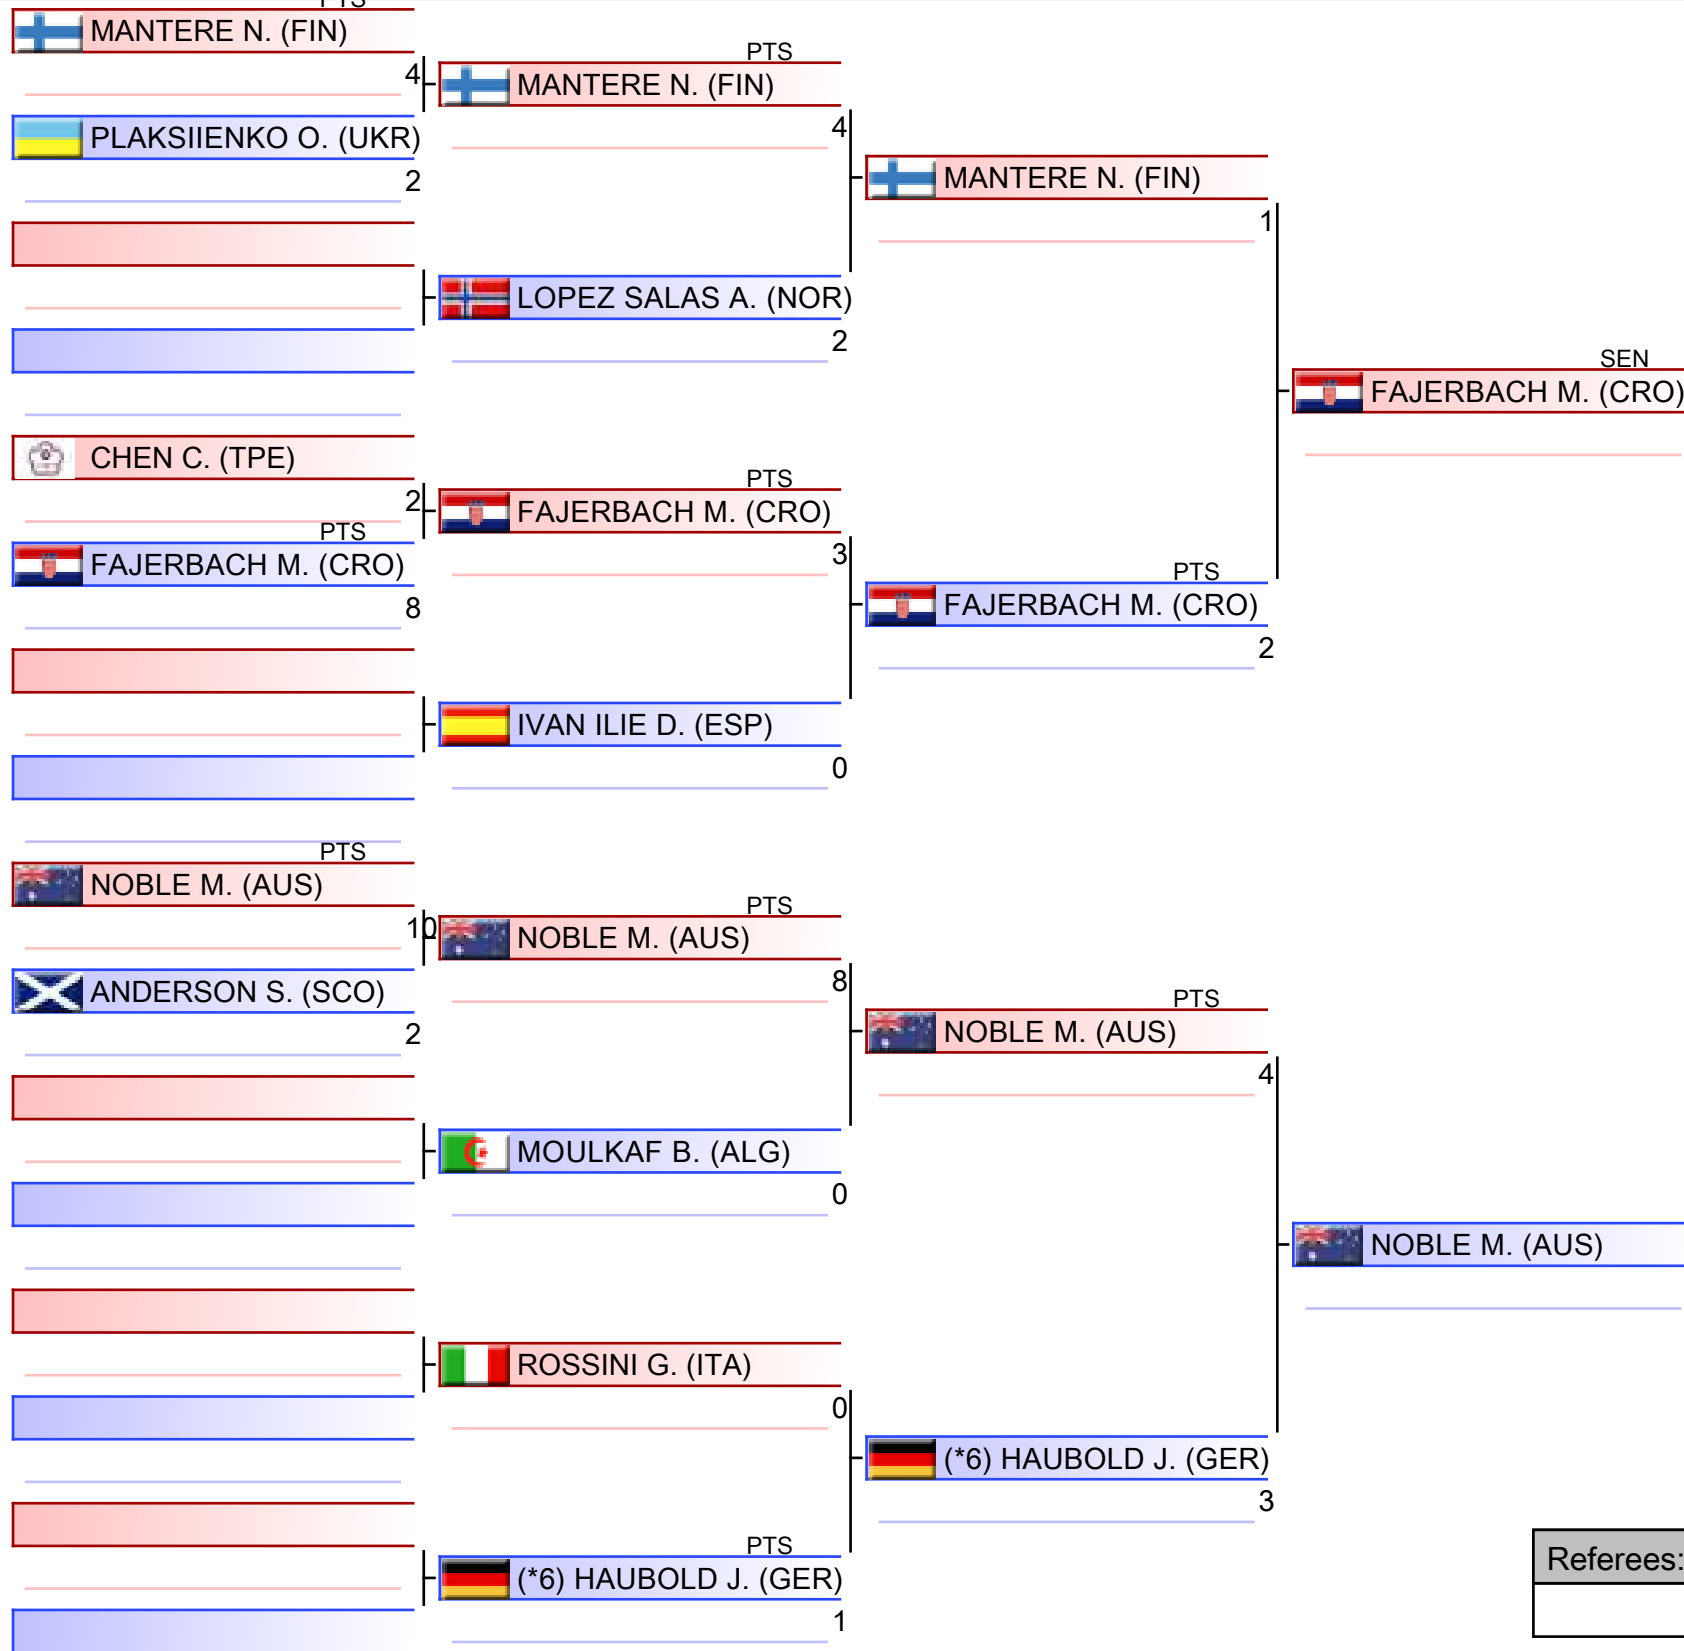 PTS
MANTERE N. (FIN)
4
PLAKSIIENKO O. (UKR)
2
CHEN C. (TPE)
2
PTS
FAJERBACH M. (CRO)
8
PTS
NOBLE M. (AUS)
10
ANDERSON S. (SCO)
2
PTS
MANTERE N. (FIN)
4
LOPEZ SALAS A. (NOR)
2
PTS
FAJERBACH M. (CRO)
3
IVAN ILIE D. (ESP)
0
PTS
NOBLE M. (AUS)
8
MOULKAF B. (ALG)
0
ROSSINI G. (ITA)
0
PTS
(*6) HAUBOLD J. (GER)
1
MANTERE N. (FIN)
1
PTS
FAJERBACH M. (CRO)
2
PTS
NOBLE M. (AUS)
4
(*6) HAUBOLD J. (GER)
3
SEN
FAJERBACH M. (CRO)
NOBLE M. (AUS)
Referees: